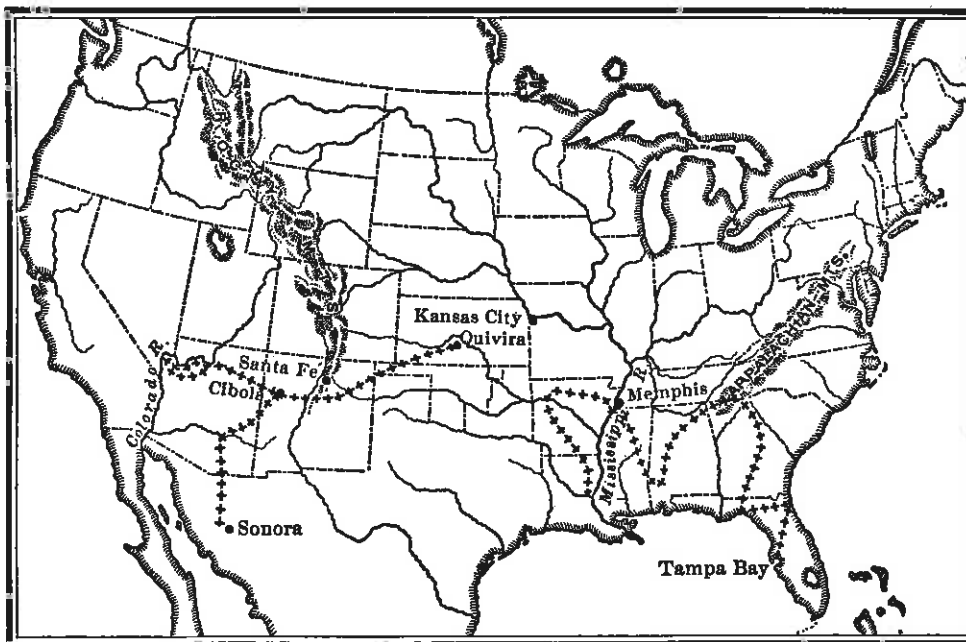 ROCKY MTS.
Kansas City
Quivira
APPALACHIAN MTS.
Santa Fe
Cibola
Colorado R.
Memphis
Mississippi R.
Sonora
Tampa Bay